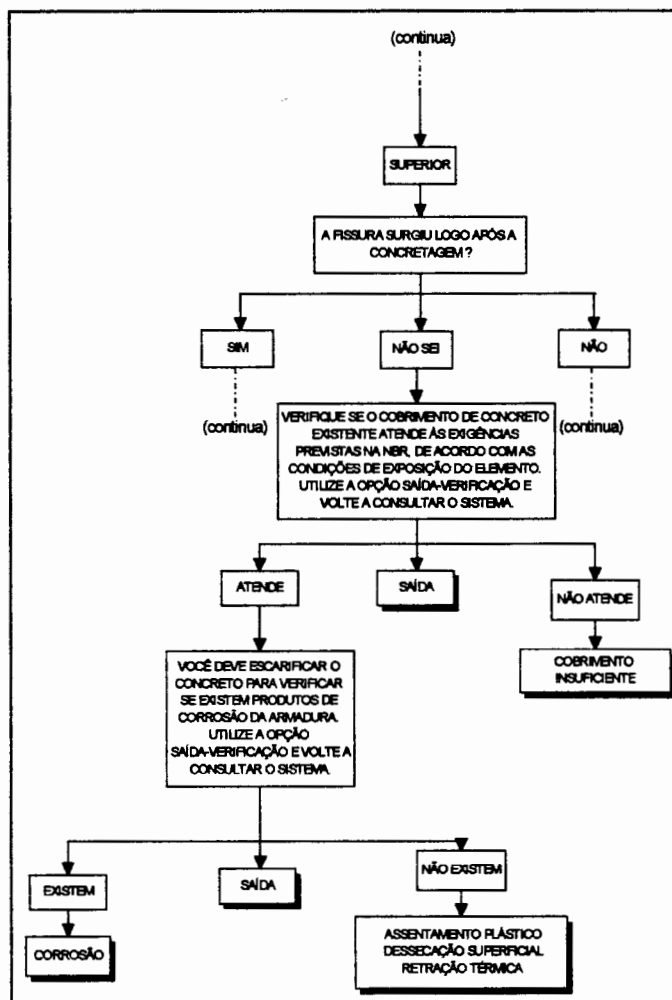 (continua)
SUPERIOR
A FISSURA SURGIU LOGO APÓS A
CONCRETAGEM ?
SIM
NÃO SEI
NÃO
(continua)
(continua)
VERIFIQUE SE O COBRIMENTO DE CONCRETO
EXISTENTE ATENDE ÀS EXIGÊNCIAS
PREVISTAS NA NBR, DE ACORDO COM AS
CONDIÇÕES DE EXPOSIÇÃO DO ELEMENTO.
UTILIZE A OPÇÃO SAÍDA-VERIFICAÇÃO E
VOLTE A CONSULTAR O SISTEMA.
ATENDE
SAÍDA
NÃO ATENDE
COBRIMENTO
INSUFICIENTE
VOCÊ DEVE ESCARIFICAR O
CONCRETO PARA VERIFICAR
SE EXISTEM PRODUTOS DE
CORROSÃO DA ARMADURA.
UTILIZE A OPÇÃO
SAÍDA-VERIFICAÇÃO E VOLTE A
CONSULTAR O SISTEMA.
EXISTEM
SAÍDA
NÃO EXISTEM
CORROSÃO
ASSENTAMENTO PLÁSTICO
DESSECAÇÃO SUPERFICIAL
RETRAÇÃO TÉRMICA